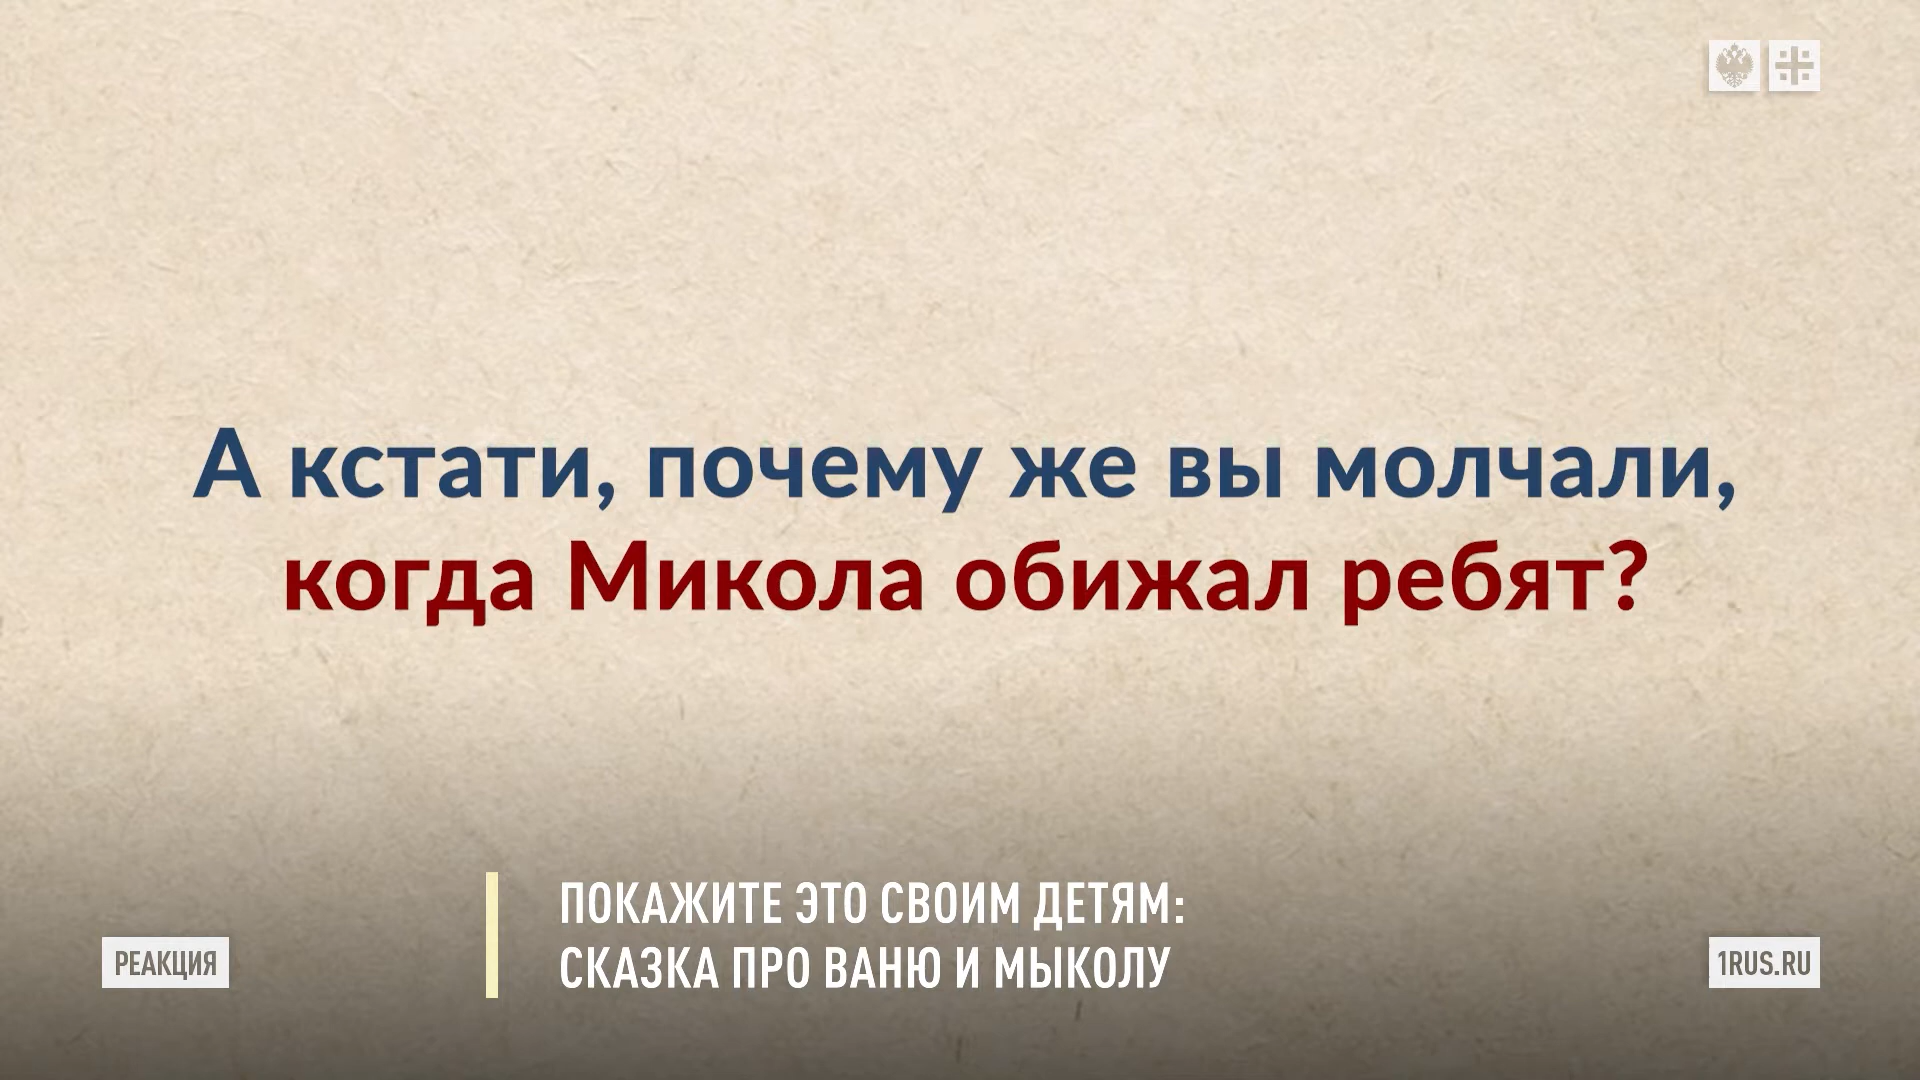 А кстати, почему же вы молчали,
когда Микола обижал ребят?
ПОКАЖИТЕ ЭТО СВОИМ ДЕТЯМ:
СКАЗКА ПРО ВАНЮ И МЫКОЛУ
РЕАКЦИЯ
1RUS.RU